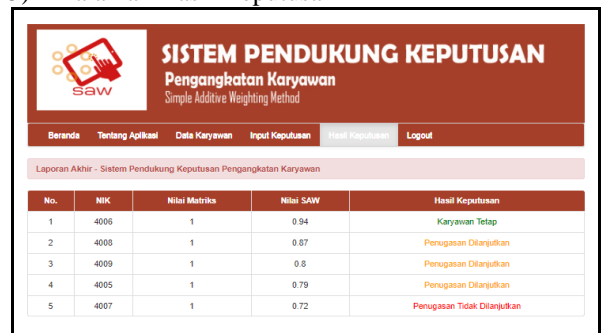 saw
SISTEM PENDUKUNG KEPUTUSAN
Pengangkatan Karyawan
Simple Additive Weighting Method
Beranda Tentang Aplikasi Data Karyawan Input Keputusan Hasil Keputusan Logout
Laporan Akhir - Sistem Pendukung Keputusan Pengangkatan Karyawan
No. NIK Nilai Matriks Nilai SAW Hasil Keputusan
1 4006 1 0.94 Karyawan Tetap
2 4008 1 0.87 Penugasan Dilanjutkan
3 4009 1 0.8 Penugasan Dilanjutkan
4 4005 1 0.79 Penugasan Dilanjutkan
5 4007 1 0.72 Penugasan Tidak Dilanjutkan